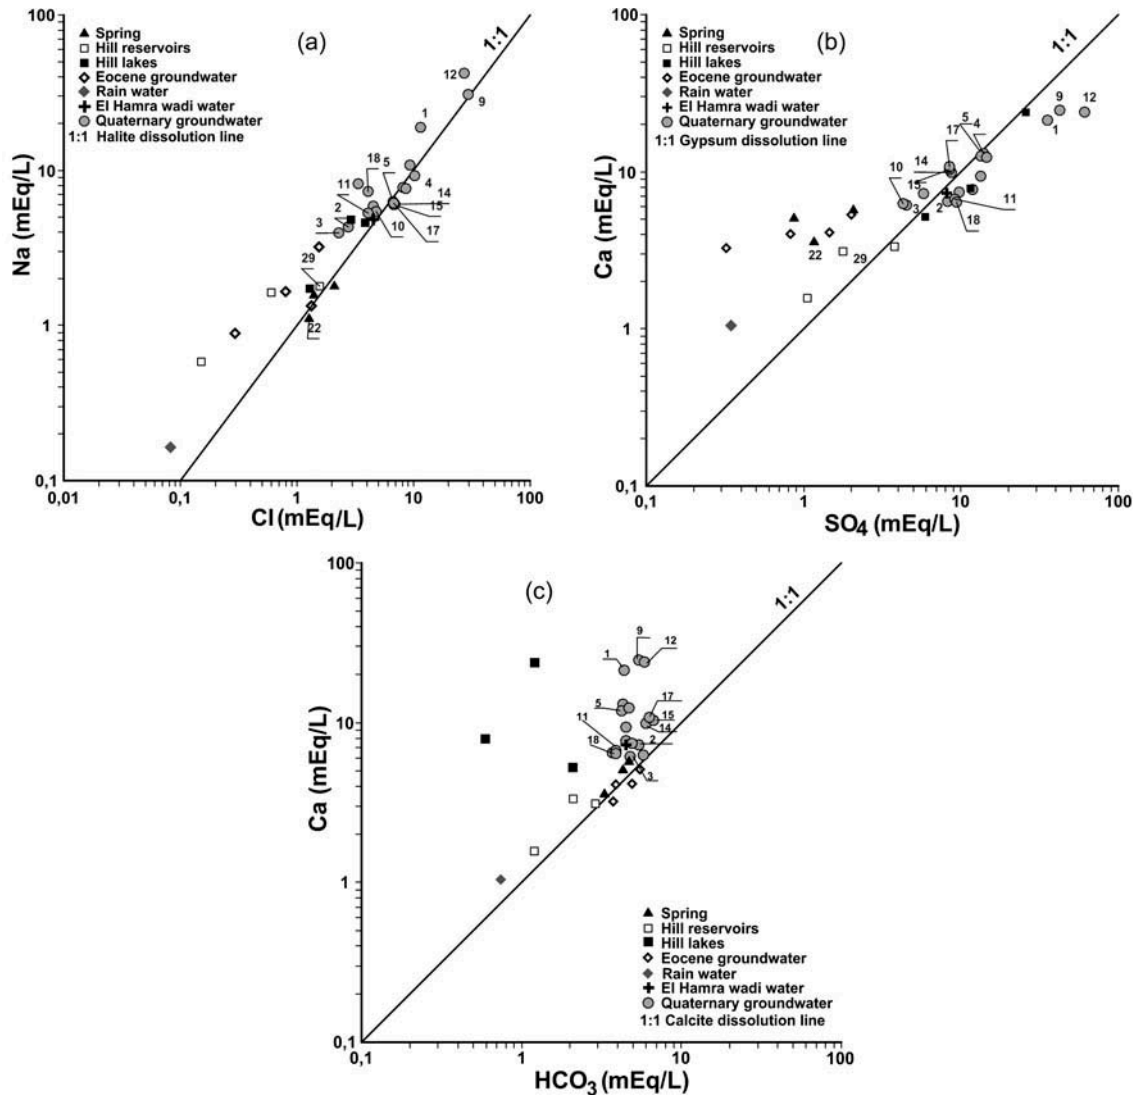 (a)
1:1
100
10
1
0,1
0,01
0,1
1
10
100
Na (mEq/L)
Cl (mEq/L)
Spring
Hill reservoirs
Hill lakes
Eocene groundwater
Rain water
El Hamra wadi water
Quaternary groundwater
1:1 Halite dissolution line
12
9
1
18
5
11
4
14
2
15
3
10
17
29
22
(b)
1:1
100
10
1
0,1
0,1
1
10
100
Ca (mEq/L)
SO4 (mEq/L)
Spring
Hill reservoirs
Hill lakes
Eocene groundwater
Rain water
El Hamra wadi water
Quaternary groundwater
1:1 Gypsum dissolution line
9
12
1
5
4
17
14
10
15
11
3
2
18
22
29
(c)
1:1
100
10
1
0,1
0,1
1
10
100
Ca (mEq/L)
HCO3 (mEq/L)
9
12
1
17
5
15
11
14
18
2
3
Spring
Hill reservoirs
Hill lakes
Eocene groundwater
Rain water
El Hamra wadi water
Quaternary groundwater
1:1 Calcite dissolution line